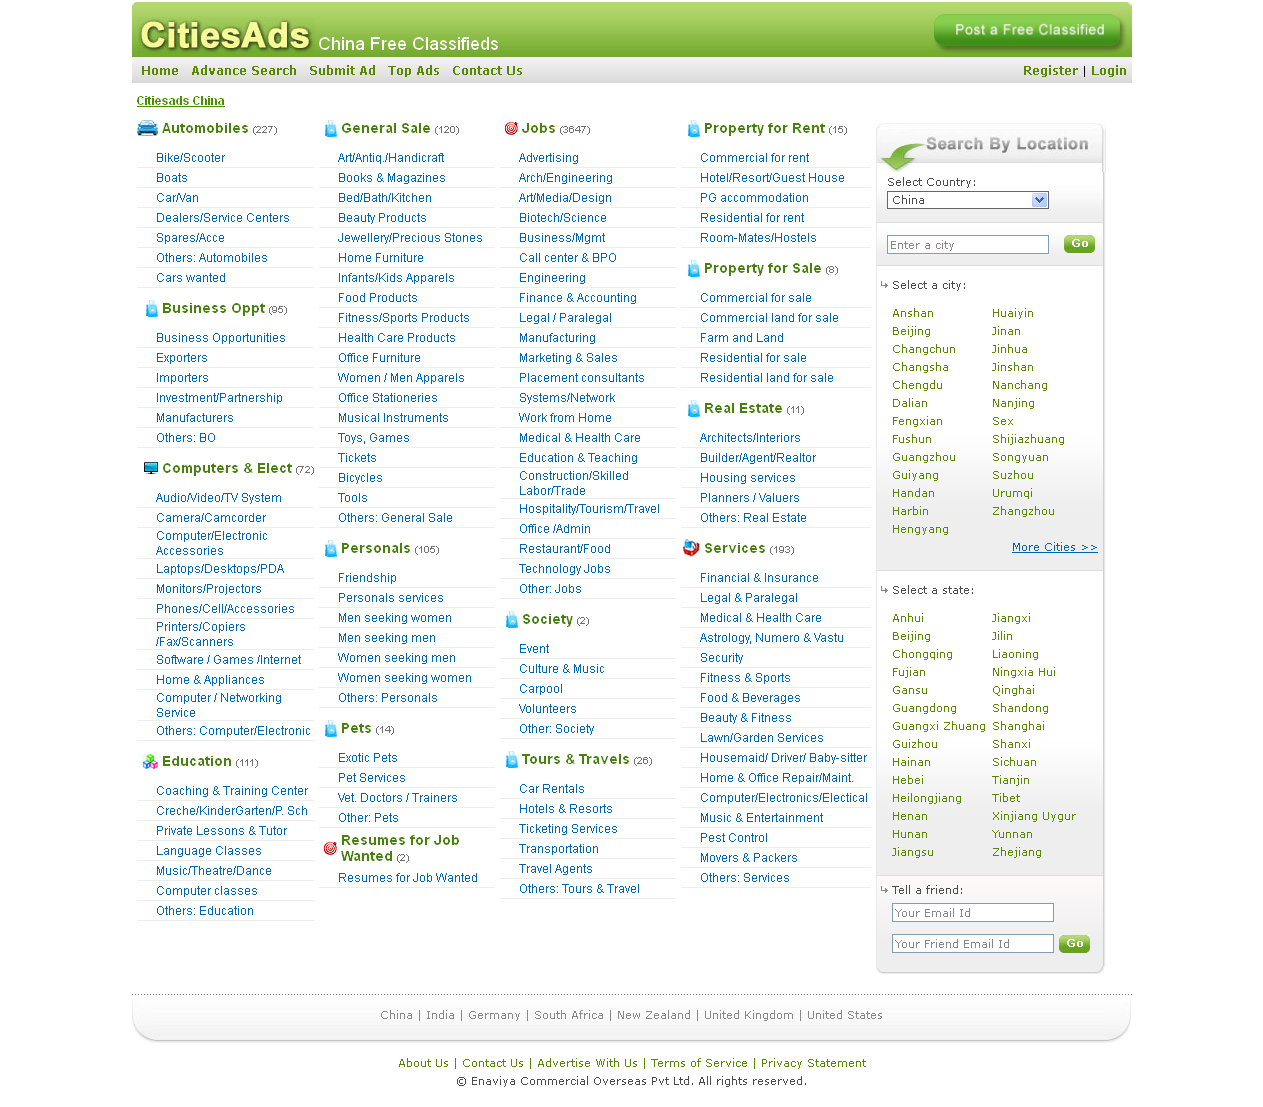 CitiesAds China Free Classifieds
Post a Free Classified
Home Advance Search Submit Ad Top Ads Contact Us
Register | Login
Citiesads China
Automobiles (227)
Bike/Scooter
Boats
Car/Van
Dealers/Service Centers
Spares/Acce
Others: Automobiles
Cars wanted
Business Oppt (95)
Business Opportunities
Exporters
Importers
Investment/Partnership
Manufacturers
Others: BO
Computers & Elect (72)
Audio/Video/TV System
Camera/Camcorder
Computer/Electronic
Accessories
Laptops/Desktops/PDA
Monitors/Projectors
Phones/Cell/Accessories
Printers/Copiers
/Fax/Scanners
Software / Games /Internet
Home & Appliances
Computer / Networking
Service
Others: Computer/Electronic
Education (111)
Coaching & Training Center
Creche/KinderGarten/P. Sch
Private Lessons & Tutor
Language Classes
Music/Theatre/Dance
Computer classes
Others: Education
General Sale (120)
Art/Antiq./Handicraft
Books & Magazines
Bed/Bath/Kitchen
Beauty Products
Jewellery/Precious Stones
Home Furniture
Infants/Kids Apparels
Food Products
Fitness/Sports Products
Health Care Products
Office Furniture
Women / Men Apparels
Office Stationeries
Musical Instruments
Toys, Games
Tickets
Bicycles
Tools
Others: General Sale
Personals (105)
Friendship
Personals services
Men seeking women
Men seeking men
Women seeking men
Women seeking women
Others: Personals
Pets (14)
Exotic Pets
Pet Services
Vet. Doctors / Trainers
Other: Pets
Resumes for Job
Wanted (2)
Resumes for Job Wanted
Jobs (3647)
Advertising
Arch/Engineering
Art/Media/Design
Biotech/Science
Business/Mgmt
Call center & BPO
Engineering
Finance & Accounting
Legal / Paralegal
Manufacturing
Marketing & Sales
Placement consultants
Systems/Network
Work from Home
Medical & Health Care
Education & Teaching
Construction/Skilled
Labor/Trade
Hospitality/Tourism/Travel
Office /Admin
Restaurant/Food
Technology Jobs
Other: Jobs
Society (2)
Event
Culture & Music
Carpool
Volunteers
Other: Society
Tours & Travels (26)
Car Rentals
Hotels & Resorts
Ticketing Services
Transportation
Travel Agents
Others: Tours & Travel
Property for Rent (15)
Commercial for rent
Hotel/Resort/Guest House
PG accommodation
Residential for rent
Room-Mates/Hostels
Property for Sale (8)
Commercial for sale
Commercial land for sale
Farm and Land
Residential for sale
Residential land for sale
Real Estate (11)
Architects/Interiors
Builder/Agent/Realtor
Housing services
Planners / Valuers
Others: Real Estate
Services (193)
Financial & Insurance
Legal & Paralegal
Medical & Health Care
Astrology, Numero & Vastu
Security
Fitness & Sports
Food & Beverages
Beauty & Fitness
Lawn/Garden Services
Housemaid/ Driver/ Baby-sitter
Home & Office Repair/Maint.
Computer/Electronics/Electical
Music & Entertainment
Pest Control
Movers & Packers
Others: Services
Search By Location
Select Country:
China
Enter a city Go
Select a city:
Anshan Huaiyin
Beijing Jinan
Changchun Jinhua
Changsha Jinshan
Chengdu Nanchang
Dalian Nanjing
Fengxian Sex
Fushun Shijiazhuang
Guangzhou Songyuan
Guiyang Suzhou
Handan Urumqi
Harbin Zhangzhou
Hengyang
More Cities >>
Select a state:
Anhui Jiangxi
Beijing Jilin
Chongqing Liaoning
Fujian Ningxia Hui
Gansu Qinghai
Guangdong Shandong
Guangxi Zhuang Shanghai
Guizhou Shanxi
Hainan Sichuan
Hebei Tianjin
Heilongjiang Tibet
Henan Xinjiang Uygur
Hunan Yunnan
Jiangsu Zhejiang
Tell a friend:
Your Email Id
Your Friend Email Id Go
China | India | Germany | South Africa | New Zealand | United Kingdom | United States
About Us | Contact Us | Advertise With Us | Terms of Service | Privacy Statement
© Enaviya Commercial Overseas Pvt Ltd. All rights reserved.